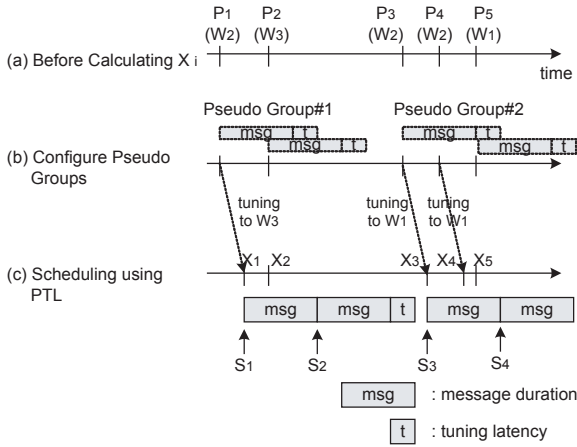 P1 P2 P3 P4 P5
(W2) (W3) (W2) (W2) (W1)
(a) Before Calculating X i
time
Pseudo Group#1 Pseudo Group#2
msg t msg t
msg t msg t
(b) Configure Pseudo
Groups
tuning tuning tuning
to W3 to W1 to W1
X1 X2 X3 X4 X5
(c) Scheduling using
PTL
msg msg t msg msg
S1 S2 S3 S4
msg : message duration
t : tuning latency